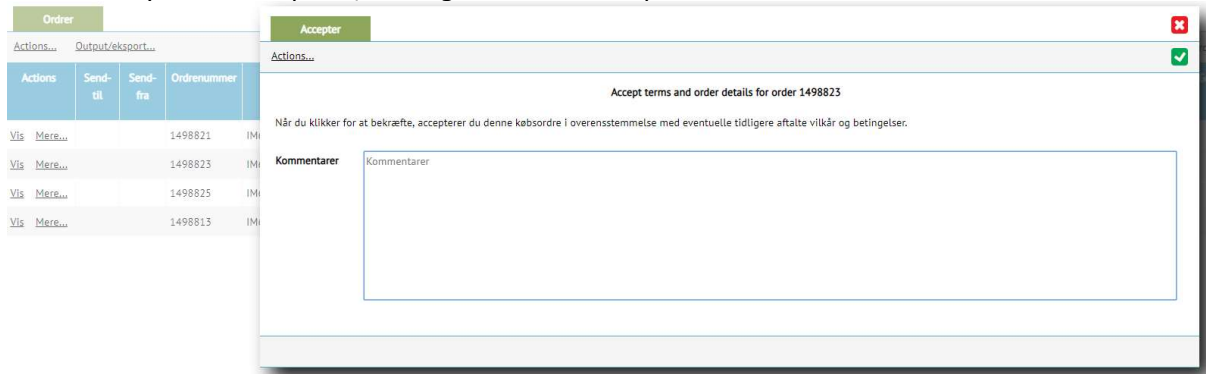 Ordrer
Actions... Output/eksport...
Actions Send-til Send-fra Ordrenummer
Vis Mere... 1498821
Vis Mere... 1498823
Vis Mere... 1498825
Vis Mere... 1498813
Accepter
Actions...
Accept terms and order details for order 1498823
Når du klikker for at bekræfte, accepterer du denne købsordre i overensstemmelse med eventuelle tidligere aftalte vilkår og betingelser.
Kommentarer Kommentarer